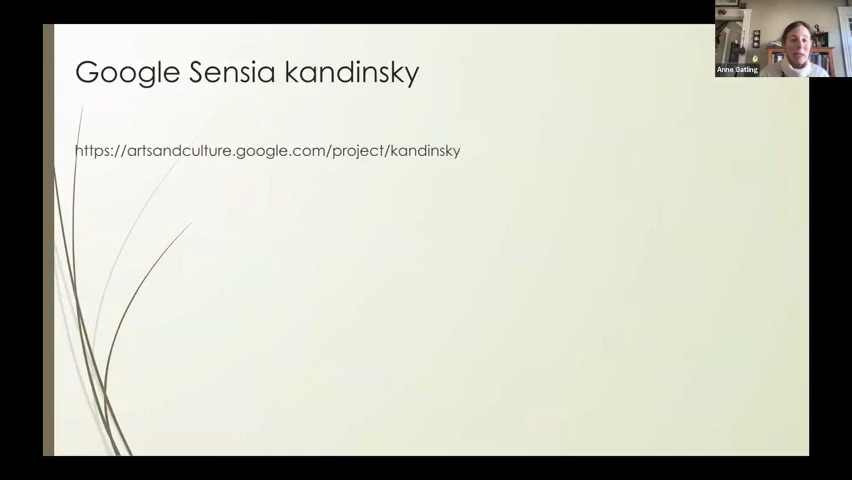 Google Sensia kandinsky
https://artsandculture.google.com/project/kandinsky
Anne Gatling